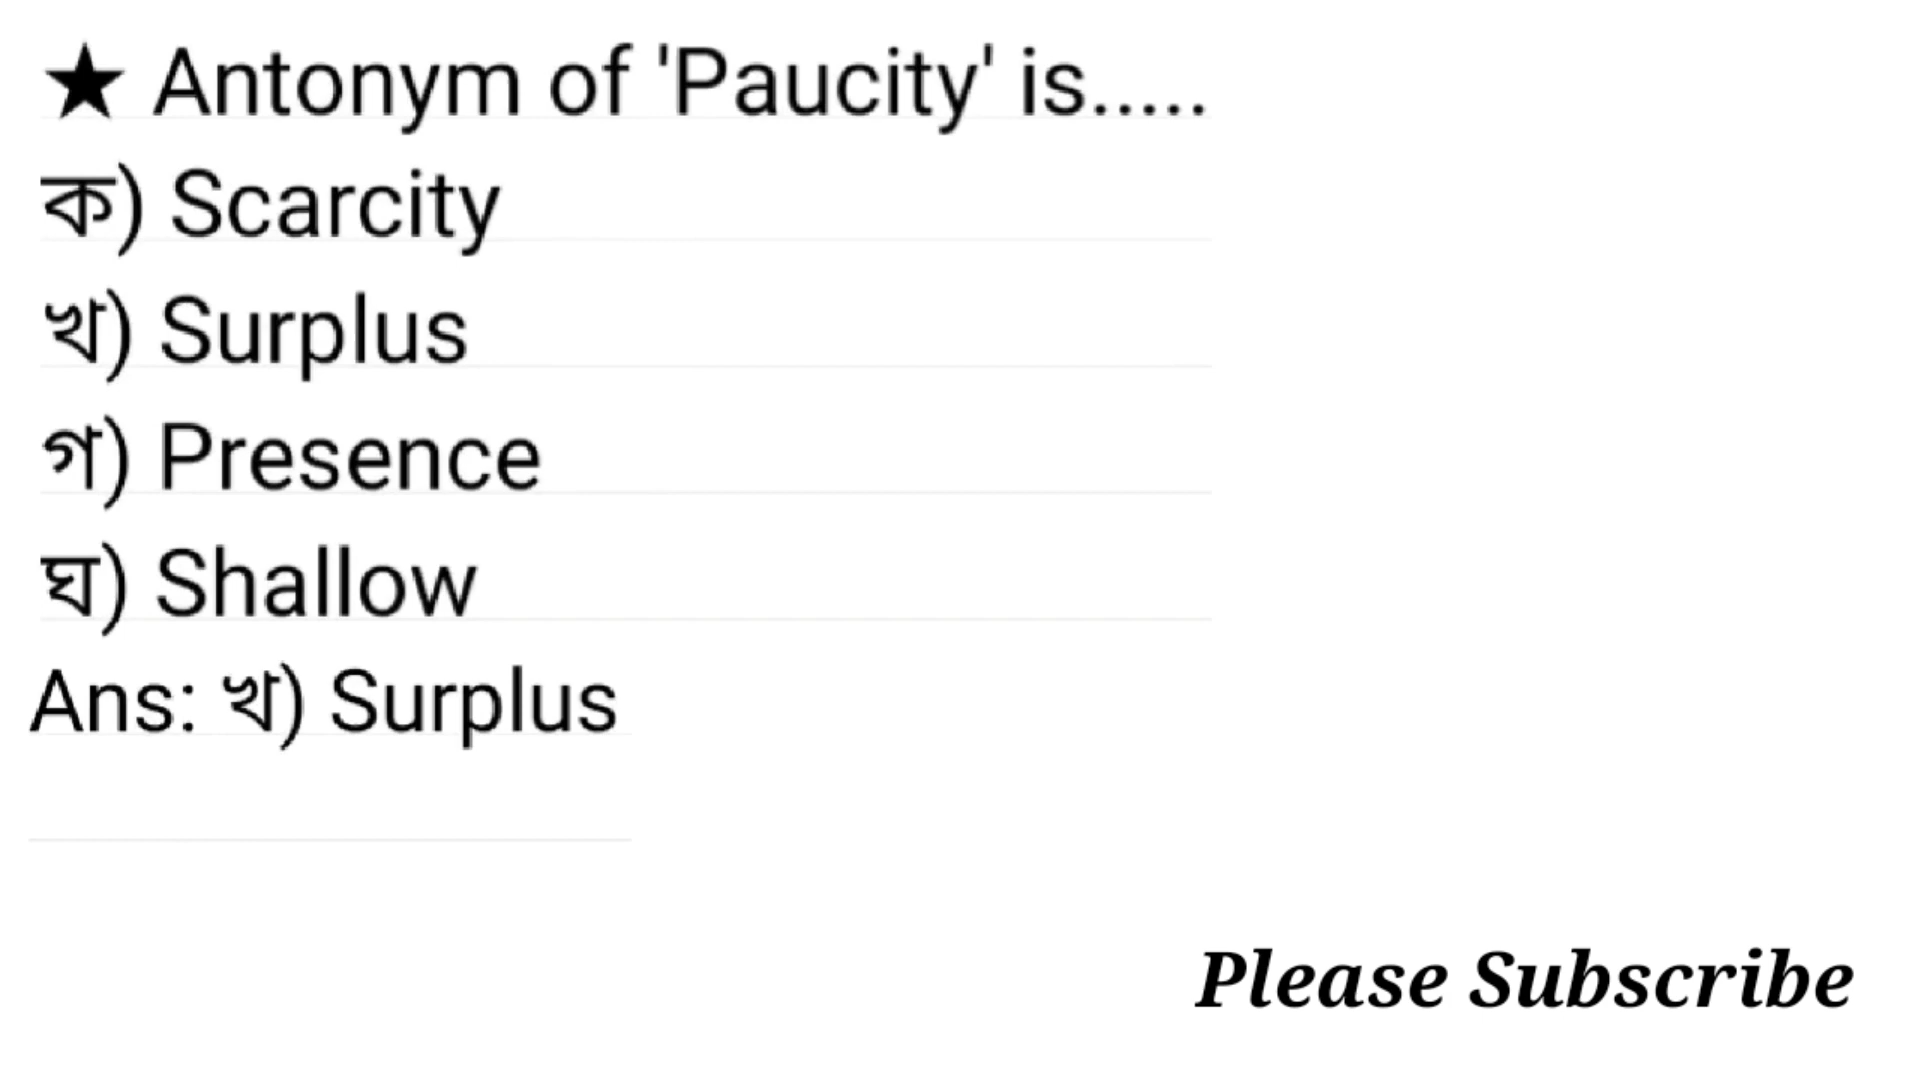 ★ Antonym of 'Paucity' is.....
ক) Scarcity
খ) Surplus
গ) Presence
ঘ) Shallow
Ans: খ) Surplus
Please Subscribe